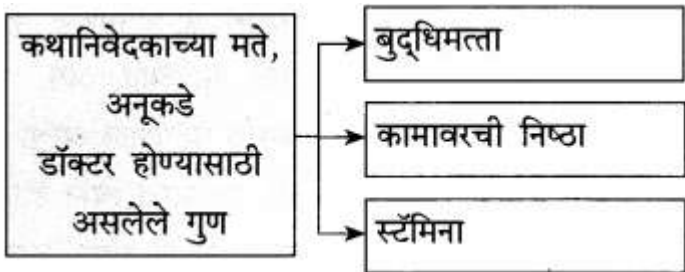 कथानिवेदकाच्या मते,
अनूकडे
डॉक्टर होण्यासाठी
असलेले गुण
बुद्धिमत्ता
कामावरची निष्ठा
स्टॅमिना